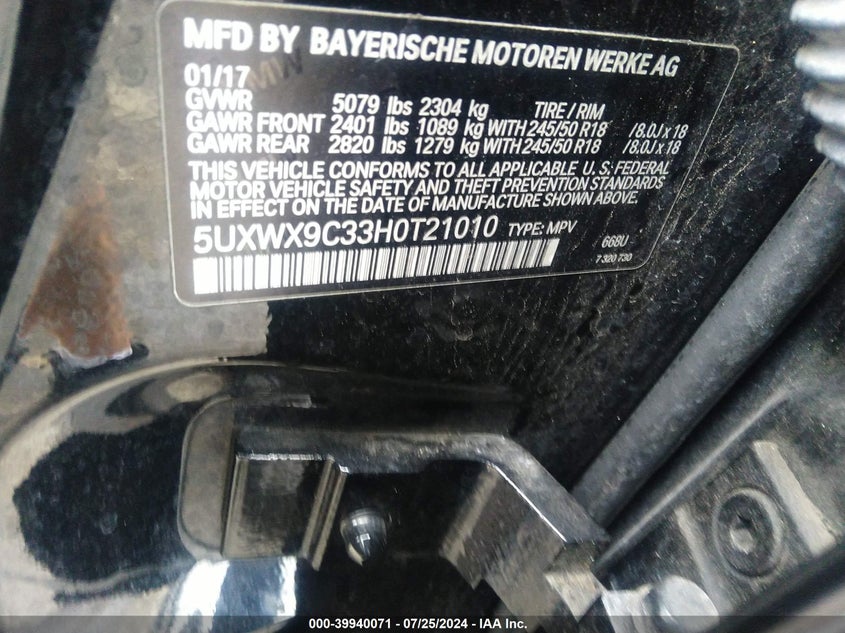 MFD BY BAYERISCHE MOTOREN WERKE AG
01/17
GVWR 5079 lbs 2304 kg TIRE / RIM
GAWR FRONT 2401 lbs 1089 kg WITH 245/50 R18 /8.0J x 18
GAWR REAR 2820 lbs 1279 kg WITH 245/50 R18 /8.0J x 18
THIS VEHICLE CONFORMS TO ALL APPLICABLE U.S. FEDERAL
MOTOR VEHICLE SAFETY AND THEFT PREVENTION STANDARDS
IN EFFECT ON THE DATE OF MANUFACTURE SHOWN ABOVE.
5UXWX9C33H0T21010 TYPE: MPV
668U
7 320 730
000-39940071 / 07/25/2024 - IAA Inc.